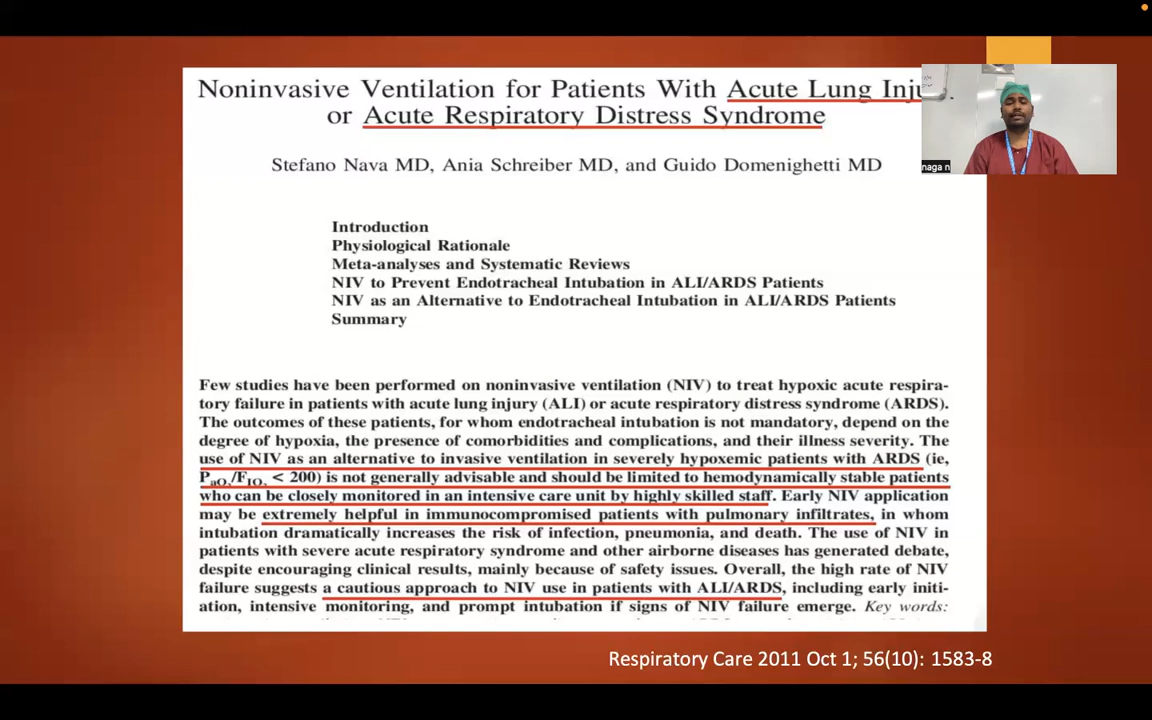 Noninvasive Ventilation for Patients With Acute Lung
or Acute Respiratory Distress Syndrome
Stefano Nava MD, Ania Schreiber MD, and Guido Domenighetti MD
naga n
Introduction
Physiological Rationale
Meta-analyses and Systematic Reviews
NIV to Prevent Endotracheal Intubation in ALI/ARDS Patients
NIV as an Alternative to Endotracheal Intubation in ALI/ARDS Patients
Summary
Few studies have been performed on noninvasive ventilation (NIV) to treat hypoxic acute respira-
tory failure in patients with acute lung injury (ALI) or acute respiratory distress syndrome (ARDS).
The outcomes of these patients, for whom endotracheal intubation is not mandatory, depend on the
degree of hypoxia, the presence of comorbidities and complications, and their illness severity. The
use of NIV as an alternative to invasive ventilation in severely hypoxemic patients with ARDS (ie,
PaO2/FIO2 < 200) is not generally advisable and should be limited to hemodynamically stable patients
who can be closely monitored in an intensive care unit by highly skilled staff. Early NIV application
may be extremely helpful in immunocompromised patients with pulmonary infiltrates, in whom
intubation dramatically increases the risk of infection, pneumonia, and death. The use of NIV in
patients with severe acute respiratory syndrome and other airborne diseases has generated debate,
despite encouraging clinical results, mainly because of safety issues. Overall, the high rate of NIV
failure suggests a cautious approach to NIV use in patients with ALI/ARDS, including early initi-
ation, intensive monitoring, and prompt intubation if signs of NIV failure emerge. Key words:
Respiratory Care 2011 Oct 1; 56(10): 1583-8